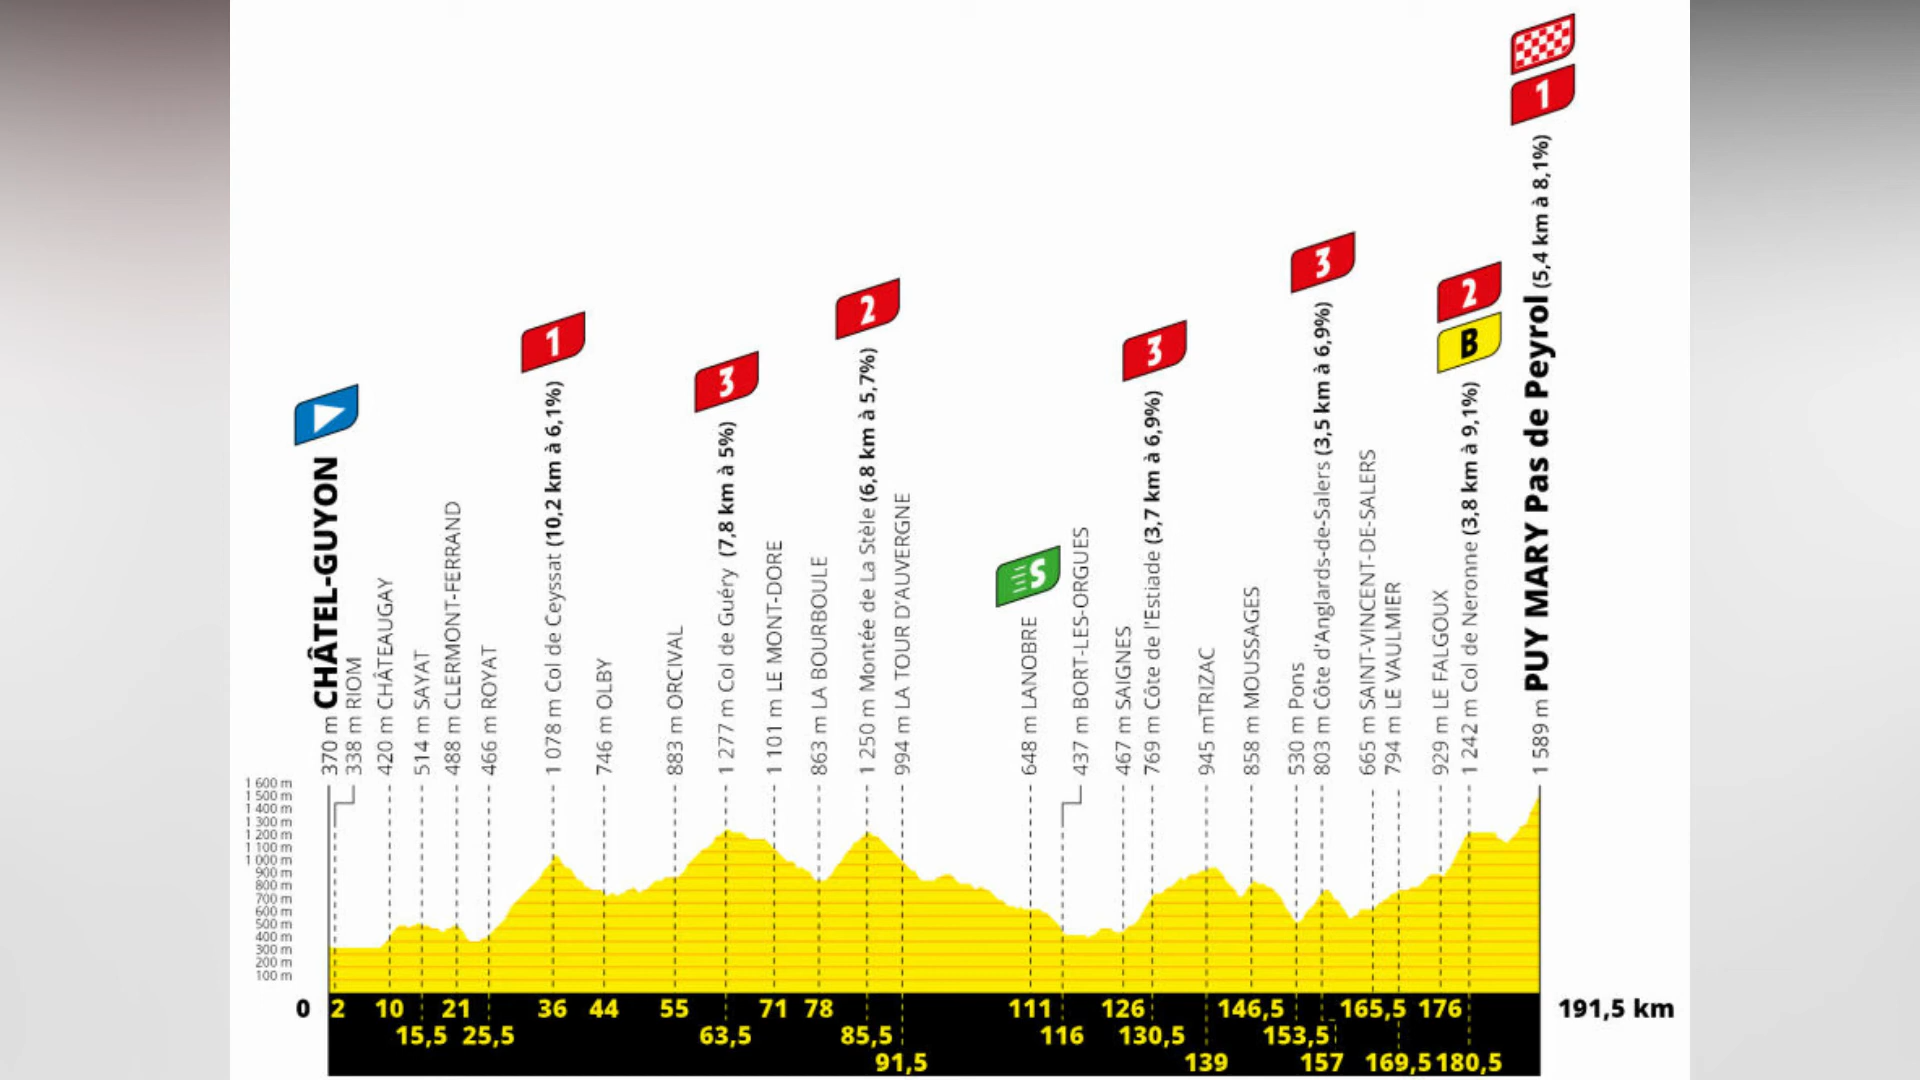 1
1
3
2
3
3
2
B
S
370 m CHÂTEL-GUYON
338 m RIOM
420 m CHÂTEAUGAY
514 m SAYAT
488 m CLERMONT-FERRAND
466 m ROYAT
1 078 m Col de Ceyssat (10,2 km à 6,1%)
746 m OLBY
883 m ORCIVAL
1 277 m Col de Guéry (7,8 km à 5%)
1 101 m LE MONT-DORE
863 m LA BOURBOULE
1 250 m Montée de La Stèle (6,8 km à 5,7%)
994 m LA TOUR D'AUVERGNE
648 m LANOBRE
437 m BORT-LES-ORGUES
467 m SAIGNES
769 m Côte de l'Estiade (3,7 km à 6,9%)
945 mTRIZAC
858 m MOUSSAGES
530 m Pons
803 m Côte d'Anglards-de-Salers (3,5 km à 6,9%)
665 m SAINT-VINCENT-DE-SALERS
794 m LE VAULMIER
929 m LE FALGOUX
1 242 m Col de Neronne (3,8 km à 9,1%)
1 589 m PUY MARY Pas de Peyrol (5,4 km à 8,1%)
1 600 m
1 500 m
1 400 m
1 300 m
1 200 m
1 100 m
1 000 m
900 m
800 m
700 m
600 m
500 m
400 m
300 m
200 m
100 m
0 2 10 21 36 44 55 71 78 111 126 146,5 165,5 176 191,5 km
15,5 25,5 63,5 85,5 116 130,5 153,5
91,5 139 157 169,5 180,5